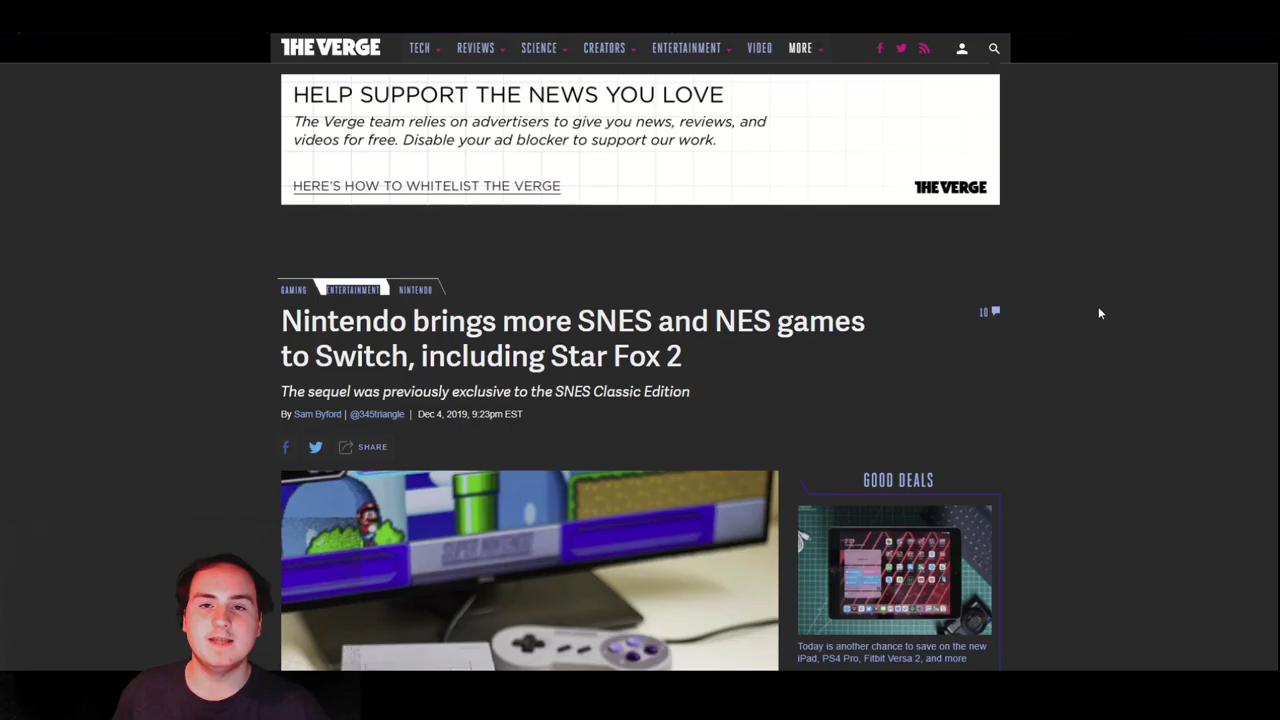 THE VERGE TECH REVIEWS SCIENCE CREATORS ENTERTAINMENT VIDEO MORE
HELP SUPPORT THE NEWS YOU LOVE
The Verge team relies on advertisers to give you news, reviews, and
videos for free. Disable your ad blocker to support our work.
HERE'S HOW TO WHITELIST THE VERGE
THE VERGE
GAMING ENTERTAINMENT NINTENDO
Nintendo brings more SNES and NES games
to Switch, including Star Fox 2
10
The sequel was previously exclusive to the SNES Classic Edition
By Sam Byford | @345triangle | Dec 4, 2019, 9:23pm EST
SHARE
GOOD DEALS
Today is another chance to save on the new
iPad, PS4 Pro, Fitbit Versa 2, and more